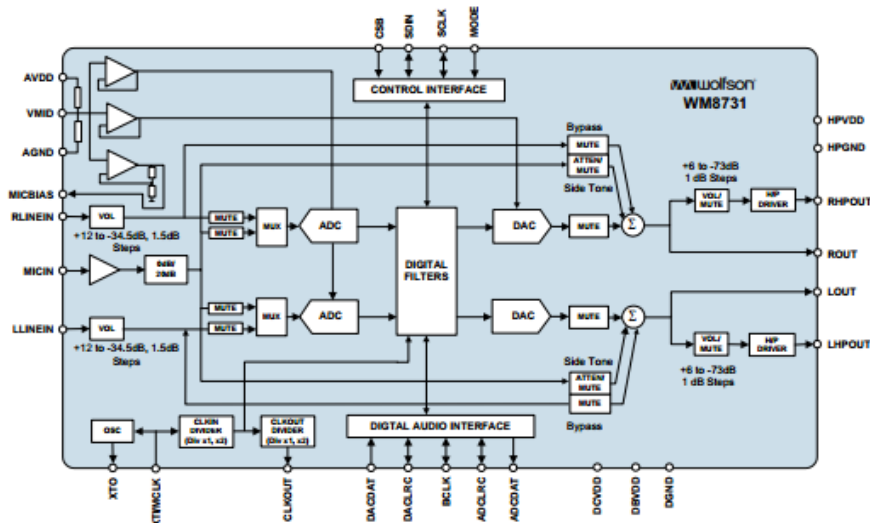 CSB
SDIN
SCLK
MODE
AVDD
VMID
AGND
MICBIAS
RLINEIN
MICIN
LLINEIN
CONTROL INTERFACE
wolfson
WM8731
HPVDD
HPGND
RHPOUT
ROUT
LOUT
LHPOUT
Bypass
MUTE
ATTEN/
MUTE
Side Tone
+6 to -73dB
1 dB Steps
VOL/
MUTE
H/P
DRIVER
VOL
+12 to -34.5dB, 1.5dB
Steps
MUTE
MUTE
MUX
ADC
DIGITAL
FILTERS
DAC
MUTE
Σ
0dB/
20dB
MUTE
MUTE
MUX
ADC
DAC
MUTE
Σ
VOL
+12 to -34.5dB, 1.5dB
Steps
Side Tone
ATTEN/
MUTE
MUTE
Bypass
VOL/
MUTE
H/P
DRIVER
+6 to -73dB
1 dB Steps
OSC
CLKIN
DIVIDER
(Div x1, x2)
CLKOUT
DIVIDER
(Div x1, x2)
DIGTAL AUDIO INTERFACE
XTO
XTI/MCLK
CLKOUT
DACDAT
DACLRC
BCLK
ADCLRC
ADCDAT
DCVDD
DBVDD
DGND